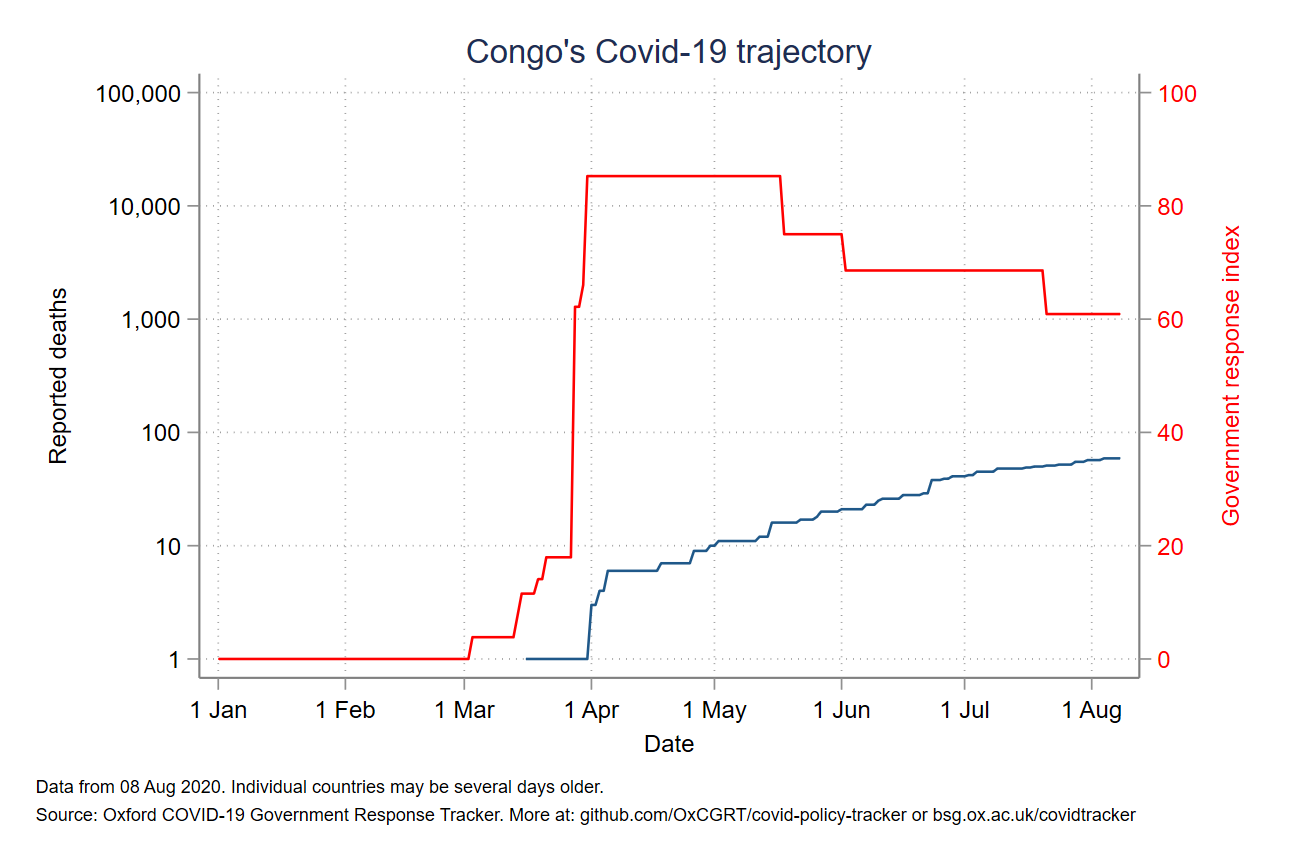 Congo's Covid-19 trajectory
100,000
10,000
1,000
100
10
1
Reported deaths
100
80
60
40
20
0
Government response index
1 Jan 1 Feb 1 Mar 1 Apr 1 May 1 Jun 1 Jul 1 Aug
Date
Data from 08 Aug 2020. Individual countries may be several days older.
Source: Oxford COVID-19 Government Response Tracker. More at: github.com/OxCGRT/covid-policy-tracker or bsg.ox.ac.uk/covidtracker